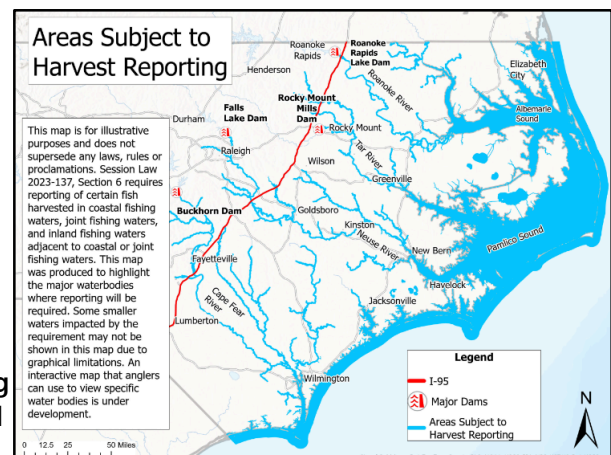 Areas Subject to
Harvest Reporting
This map is for illustrative
purposes and does not
supersede any laws, rules or
proclamations. Session Law
2023-137, Section 6 requires
reporting of certain fish
harvested in coastal fishing
waters, joint fishing waters,
and inland fishing waters
adjacent to coastal or joint
fishing waters. This map
was produced to highlight
the major waterbodies
where reporting will be
required. Some smaller
waters impacted by the
requirement may not be
shown in this map due to
graphical limitations. An
interactive map that anglers
can use to view specific
water bodies is under
development.
0 12.5 25 50 Miles
Roanoke
Rapids
Roanoke
Rapids
Lake Dam
Henderson
Roanoke River
Elizabeth
City
Albemarle
Sound
Rocky Mount
Mills
Dam
Rocky Mount
Falls
Lake Dam
Durham
Raleigh
Wilson
Tar River
Greenville
Buckhorn Dam
Goldsboro
Kinston
Neuse River
New Bern
Pamlico Sound
Fayetteville
Havelock
Jacksonville
Cape Fear
River
Lumberton
Wilmington
Legend
I-95
Major Dams
Areas Subject to
Harvest Reporting
N
g